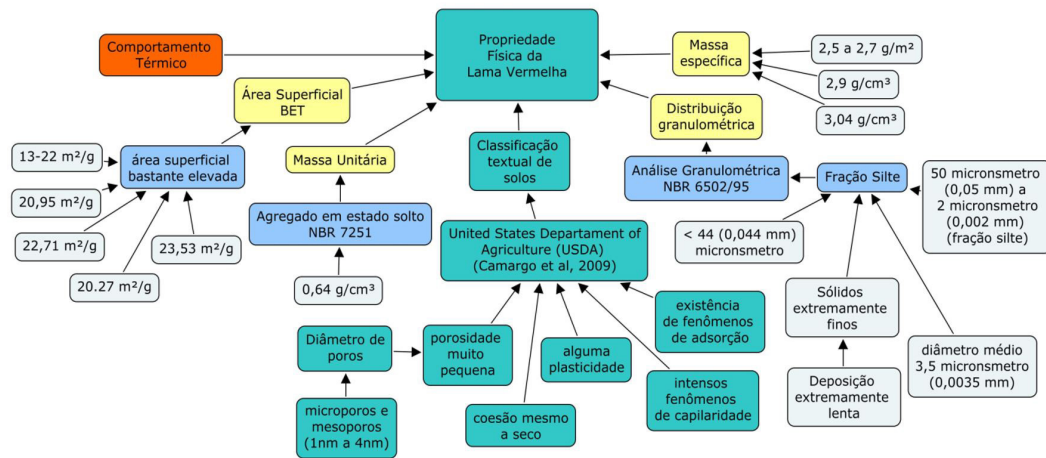 Comportamento
Térmico
Propriedade
Física da
Lama Vermelha
Massa
específica
2,5 a 2,7 g/m²
2,9 g/cm³
3,04 g/cm³
Área Superficial
BET
Distribuição
granulométrica
13-22 m²/g
área superficial
bastante elevada
Massa Unitária
Classificação
textual de
solos
Análise Granulométrica
NBR 6502/95
Fração Silte
50 micronsmetro
(0,05 mm) a
2 micronsmetro
(0,002 mm)
(fração silte)
20,95 m²/g
22,71 m²/g
23,53 m²/g
20.27 m²/g
Agregado em estado solto
NBR 7251
0,64 g/cm³
United States Departament of
Agriculture (USDA)
(Camargo et al, 2009)
< 44 (0,044 mm)
micronsmetro
Sólidos
extremamente
finos
diâmetro médio
3,5 micronsmetro
(0,0035 mm)
Deposição
extremamente
lenta
Diâmetro de
poros
porosidade
muito
pequena
alguma
plasticidade
existência
de fenômenos
de adsorção
microporos e
mesoporos
(1nm a 4nm)
coesão mesmo
a seco
intensos
fenômenos
de capilaridade